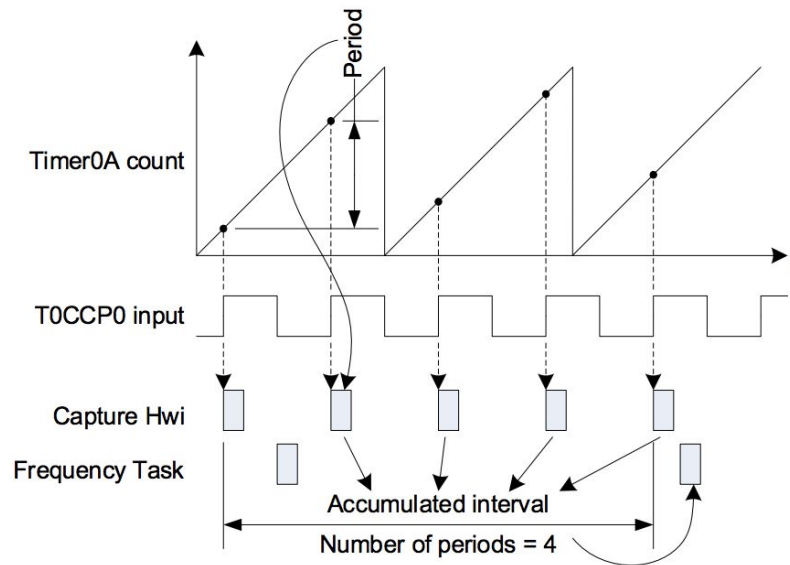 Period
Timer0A count
T0CCP0 input
Capture Hwi
Frequency Task
Accumulated interval
Number of periods = 4